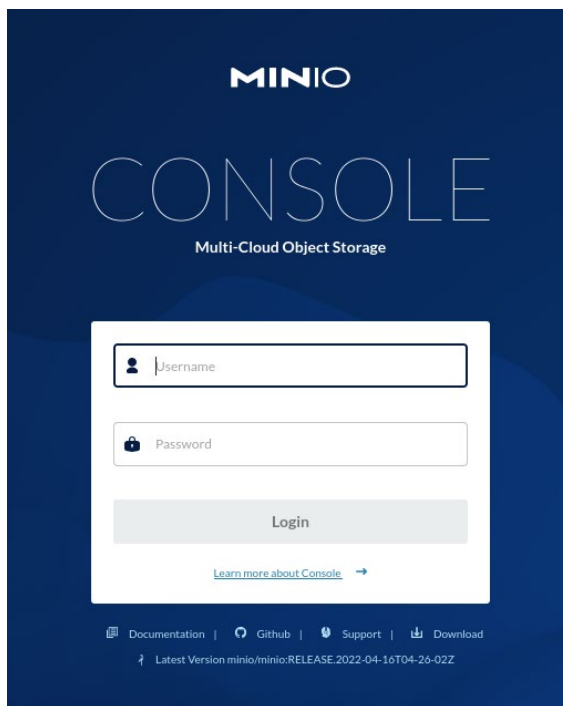 MINIO
CONSOLE
Multi-Cloud Object Storage
Username
Password
Login
Learn more about Console →
Documentation | Github | Support | Download
Latest Version minio/minio:RELEASE.2022-04-16T04-26-02Z